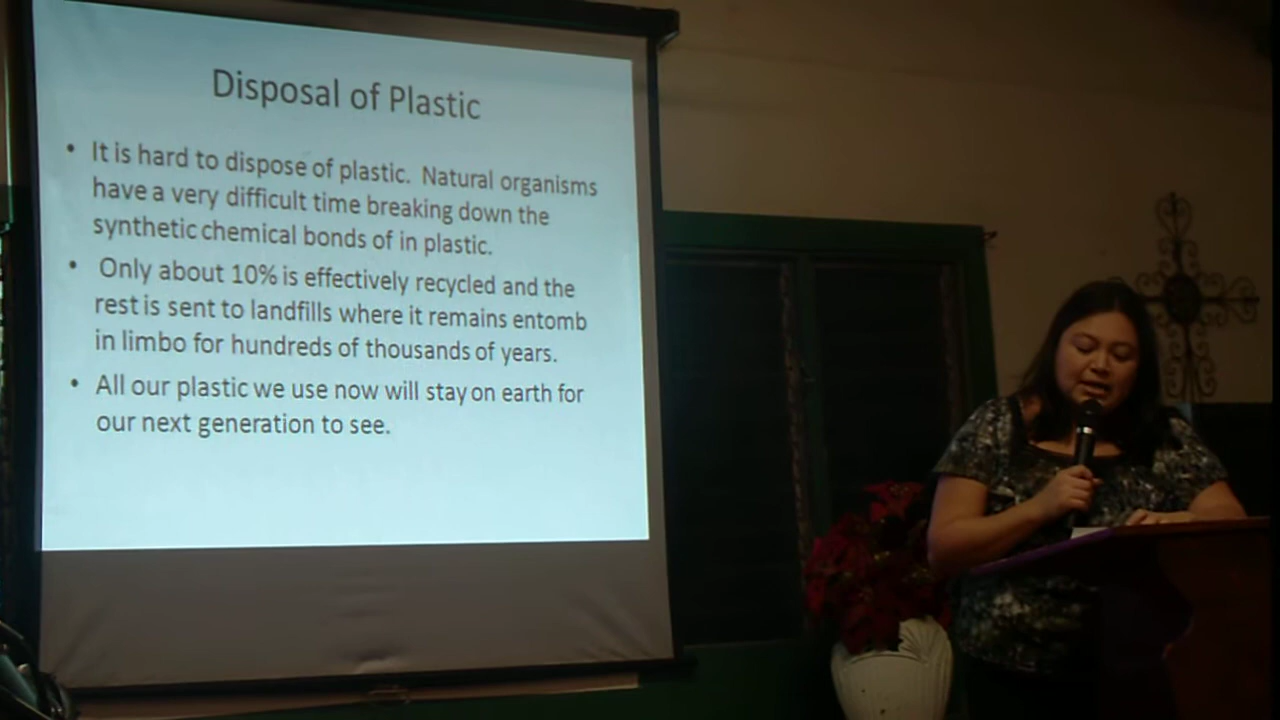 Disposal of Plastic
• It is hard to dispose of plastic. Natural organisms
have a very difficult time breaking down the
synthetic chemical bonds of in plastic.
• Only about 10% is effectively recycled and the
rest is sent to landfills where it remains entomb
in limbo for hundreds of thousands of years.
• All our plastic we use now will stay on earth for
our next generation to see.